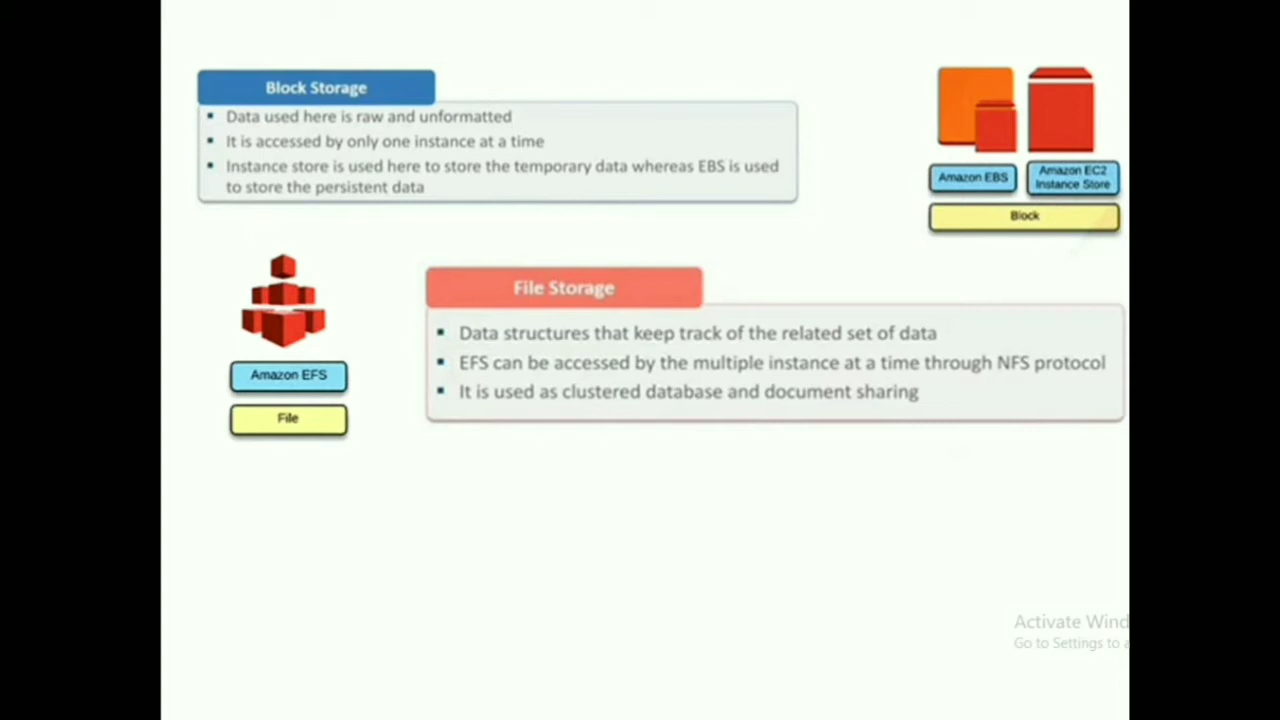 Block Storage
Data used here is raw and unformatted
It is accessed by only one instance at a time
Instance store is used here to store the temporary data whereas EBS is used
to store the persistent data
Amazon EBS
Amazon EC2
Instance Store
Block
Amazon EFS
File
File Storage
Data structures that keep track of the related set of data
EFS can be accessed by the multiple instance at a time through NFS protocol
It is used as clustered database and document sharing
Activate Wind
Go to Settings to a